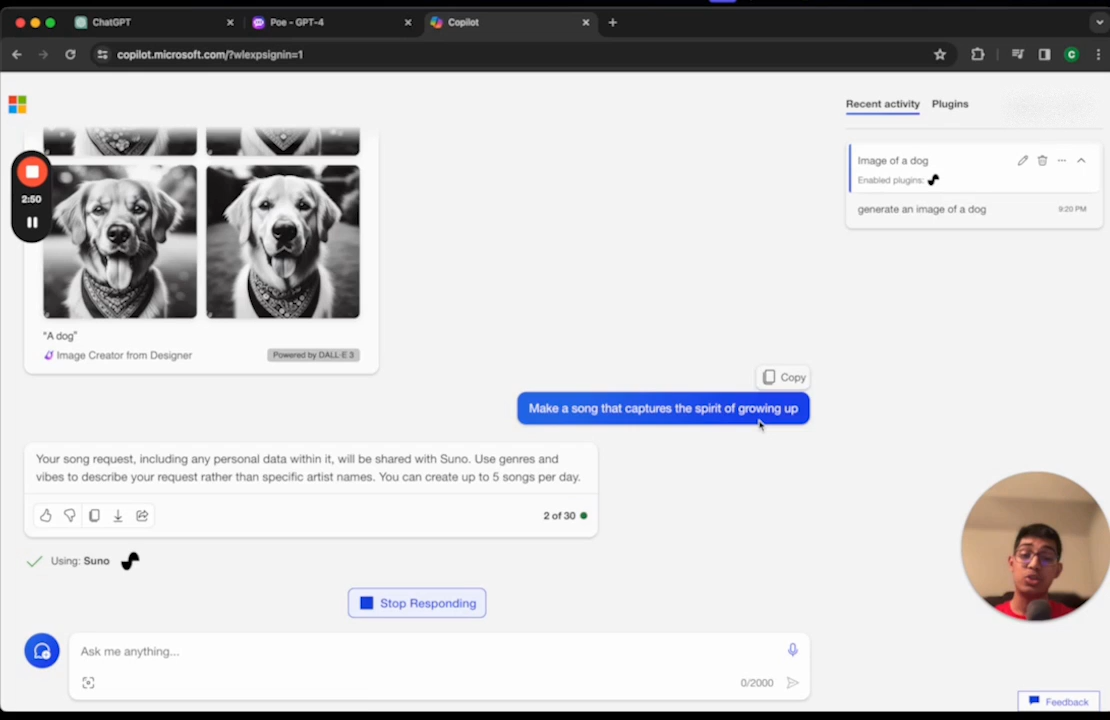 ChatGPT
Poe - GPT-4
Copilot
copilot.microsoft.com/?wlexpsignin=1
C
Recent activity
Plugins
2:50
Image of a dog
Enabled plugins:
generate an image of a dog
9:20 PM
"A dog"
Image Creator from Designer
Powered by DALL·E 3
Copy
Make a song that captures the spirit of growing up
Your song request, including any personal data within it, will be shared with Suno. Use genres and
vibes to describe your request rather than specific artist names. You can create up to 5 songs per day.
2 of 30
Using: Suno
Stop Responding
Ask me anything...
0/2000
Feedback